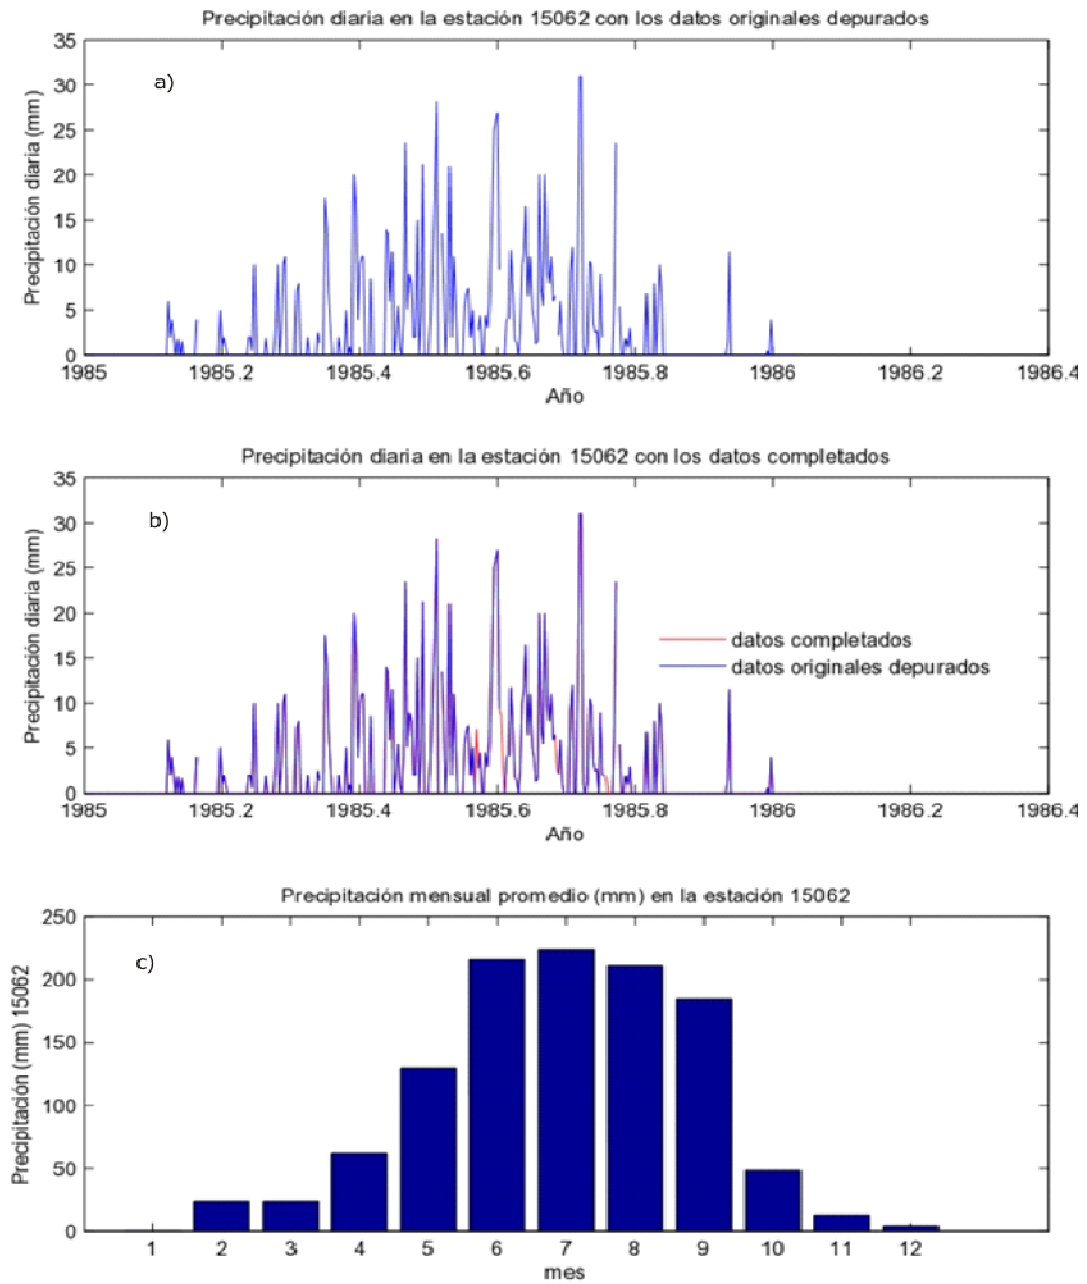 Precipitación diaria en la estación 15062 con los datos originales depurados
35
30
25
20
15
10
5
0
Precipitación diaria (mm)
a)
1985 1985.2 1985.4 1985.6 1985.8 1986 1986.2 1986.4
Año
Precipitación diaria en la estación 15062 con los datos completados
35
30
25
20
15
10
5
0
Precipitación diaria (mm)
b)
datos completados
datos originales depurados
1985 1985.2 1985.4 1985.6 1985.8 1986 1986.2 1986.4
Año
Precipitación mensual promedio (mm) en la estación 15062
250
200
150
100
50
0
Precipitación (mm) 15062
c)
1 2 3 4 5 6 7 8 9 10 11 12
mes